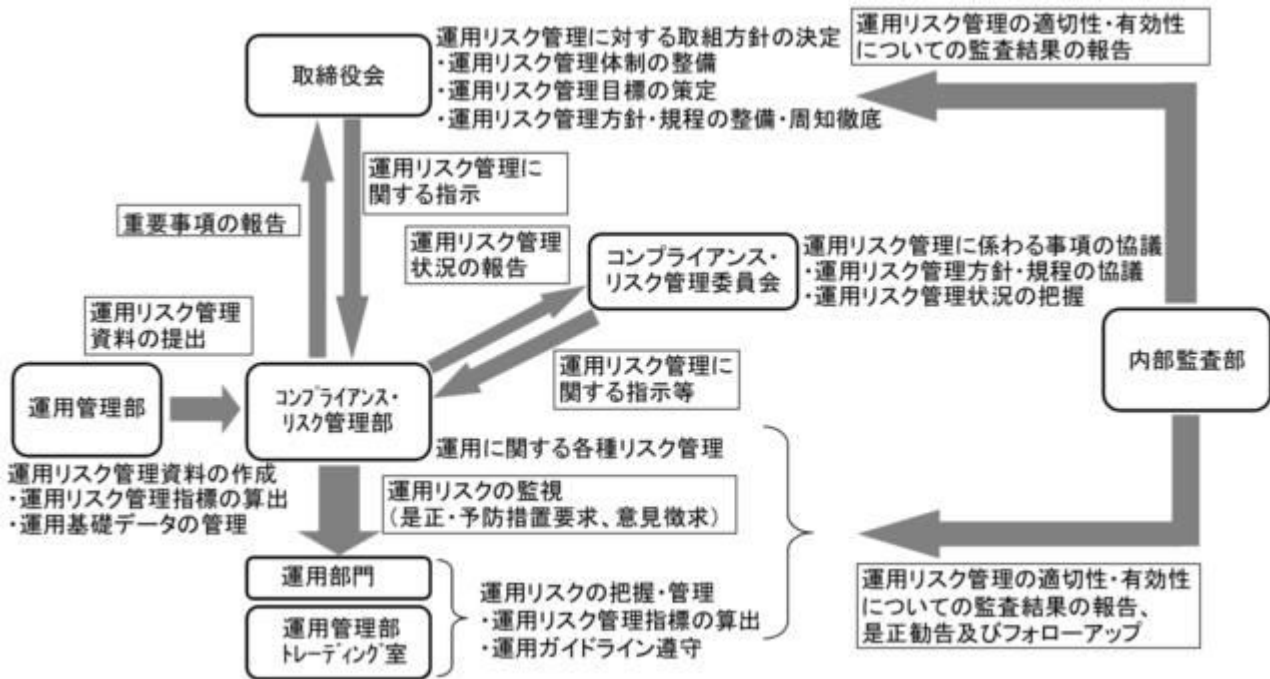 取締役会
運用リスク管理に対する取組方針の決定
・運用リスク管理体制の整備
・運用リスク管理目標の策定
・運用リスク管理方針・規程の整備・周知徹底
運用リスク管理の適切性・有効性
についての監査結果の報告
運用リスク管理に
関する指示
重要事項の報告
運用リスク管理
状況の報告
コンプライアンス・
リスク管理委員会
運用リスク管理に係わる事項の協議
・運用リスク管理方針・規程の協議
・運用リスク管理状況の把握
運用リスク管理
資料の提出
運用リスク管理に
関する指示等
内部監査部
運用管理部
コンプライアンス・
リスク管理部
運用に関する各種リスク管理
運用リスク管理資料の作成
・運用リスク管理指標の算出
・運用基礎データの管理
運用リスクの監視
（是正・予防措置要求、意見徴求）
運用部門
運用管理部
トレーディング室
運用リスクの把握・管理
・運用リスク管理指標の算出
・運用ガイドライン遵守
運用リスク管理の適切性・有効性
についての監査結果の報告、
是正勧告及びフォローアップ